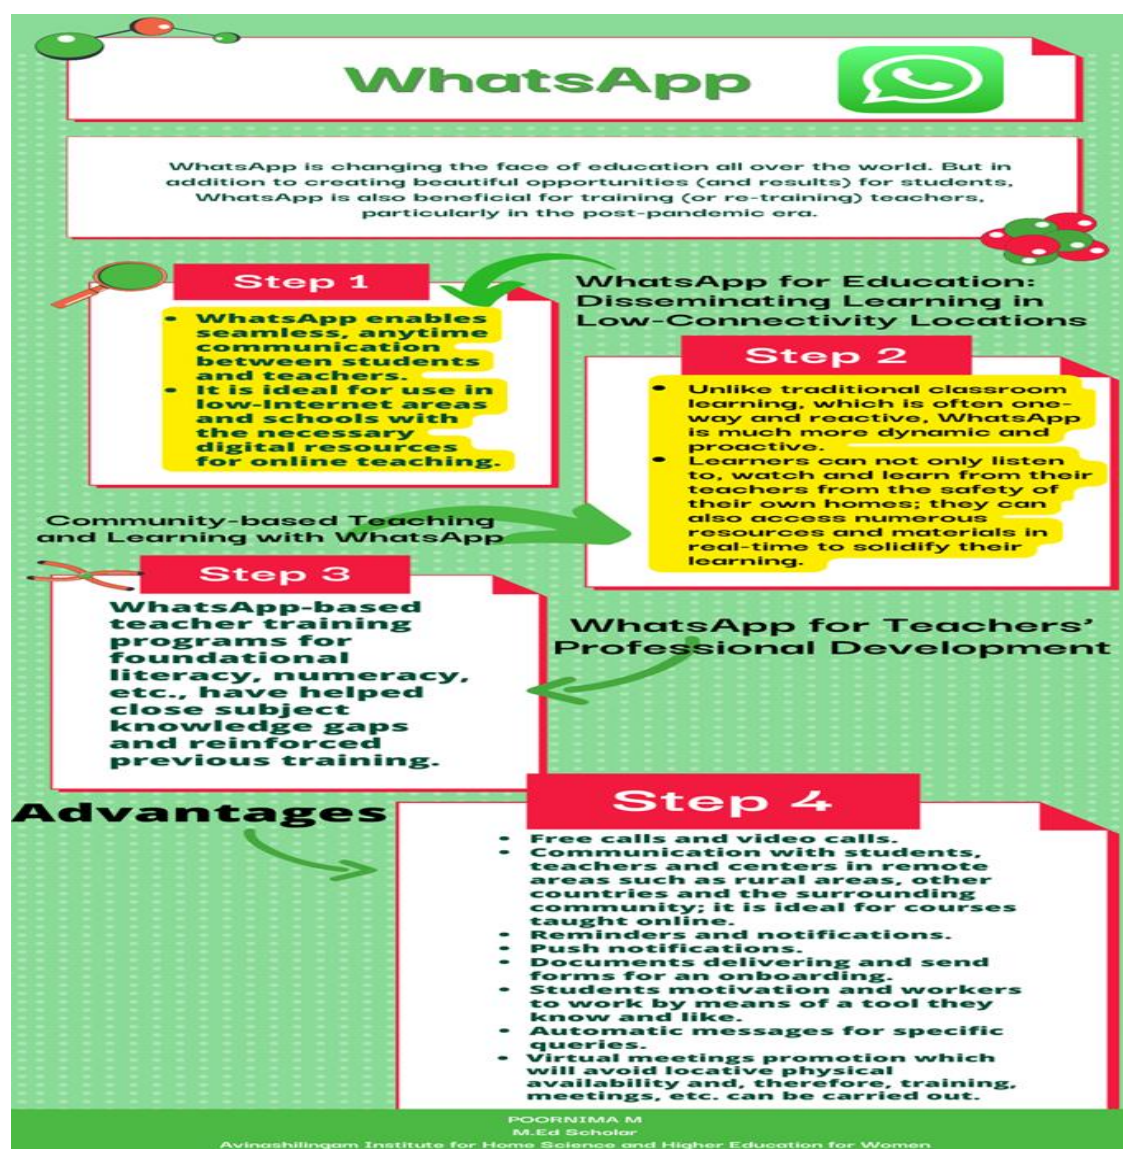 WhatsApp
WhatsApp is changing the face of education all over the world. But in
addition to creating beautiful opportunities (and results) for students,
WhatsApp is also beneficial for training (or re-training) teachers,
particularly in the post-pandemic era.
Step 1
• WhatsApp enables
seamless, anytime
communication
between students
and teachers.
• It is ideal for use in
low-Internet areas
and schools with
the necessary
digital resources
for online teaching.
WhatsApp for Education:
Disseminating Learning in
Low-Connectivity Locations
Step 2
• Unlike traditional classroom
learning, which is often one-
way and reactive, WhatsApp
is much more dynamic and
proactive.
• Learners can not only listen
to, watch and learn from their
teachers from the safety of
their own homes; they can
also access numerous
resources and materials in
real-time to solidify their
learning.
Community-based Teaching
and Learning with WhatsApp
Step 3
WhatsApp-based
teacher training
programs for
foundational
literacy, numeracy,
etc., have helped
close subject
knowledge gaps
and reinforced
previous training.
WhatsApp for Teachers'
Professional Development
Advantages
Step 4
• Free calls and video calls.
• Communication with students,
teachers and centers in remote
areas such as rural areas, other
countries and the surrounding
community; it is ideal for courses
taught online.
• Reminders and notifications.
• Push notifications.
• Documents delivering and send
forms for an onboarding.
• Students motivation and workers
to work by means of a tool they
know and like.
• Automatic messages for specific
queries.
• Virtual meetings promotion which
will avoid locative physical
availability and, therefore, training,
meetings, etc. can be carried out.
POORNIMA M
M.Ed Scholar
Avinashilingam Institute for Home Science and Higher Education for Women